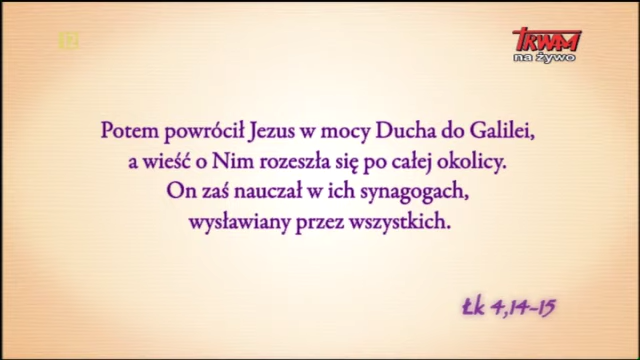 12
TRWAM
na żywo
Potem powrócił Jezus w mocy Ducha do Galilei,
a wieść o Nim rozeszła się po całej okolicy.
On zaś nauczał w ich synagogach,
wysławiany przez wszystkich.
Łk 4,14-15